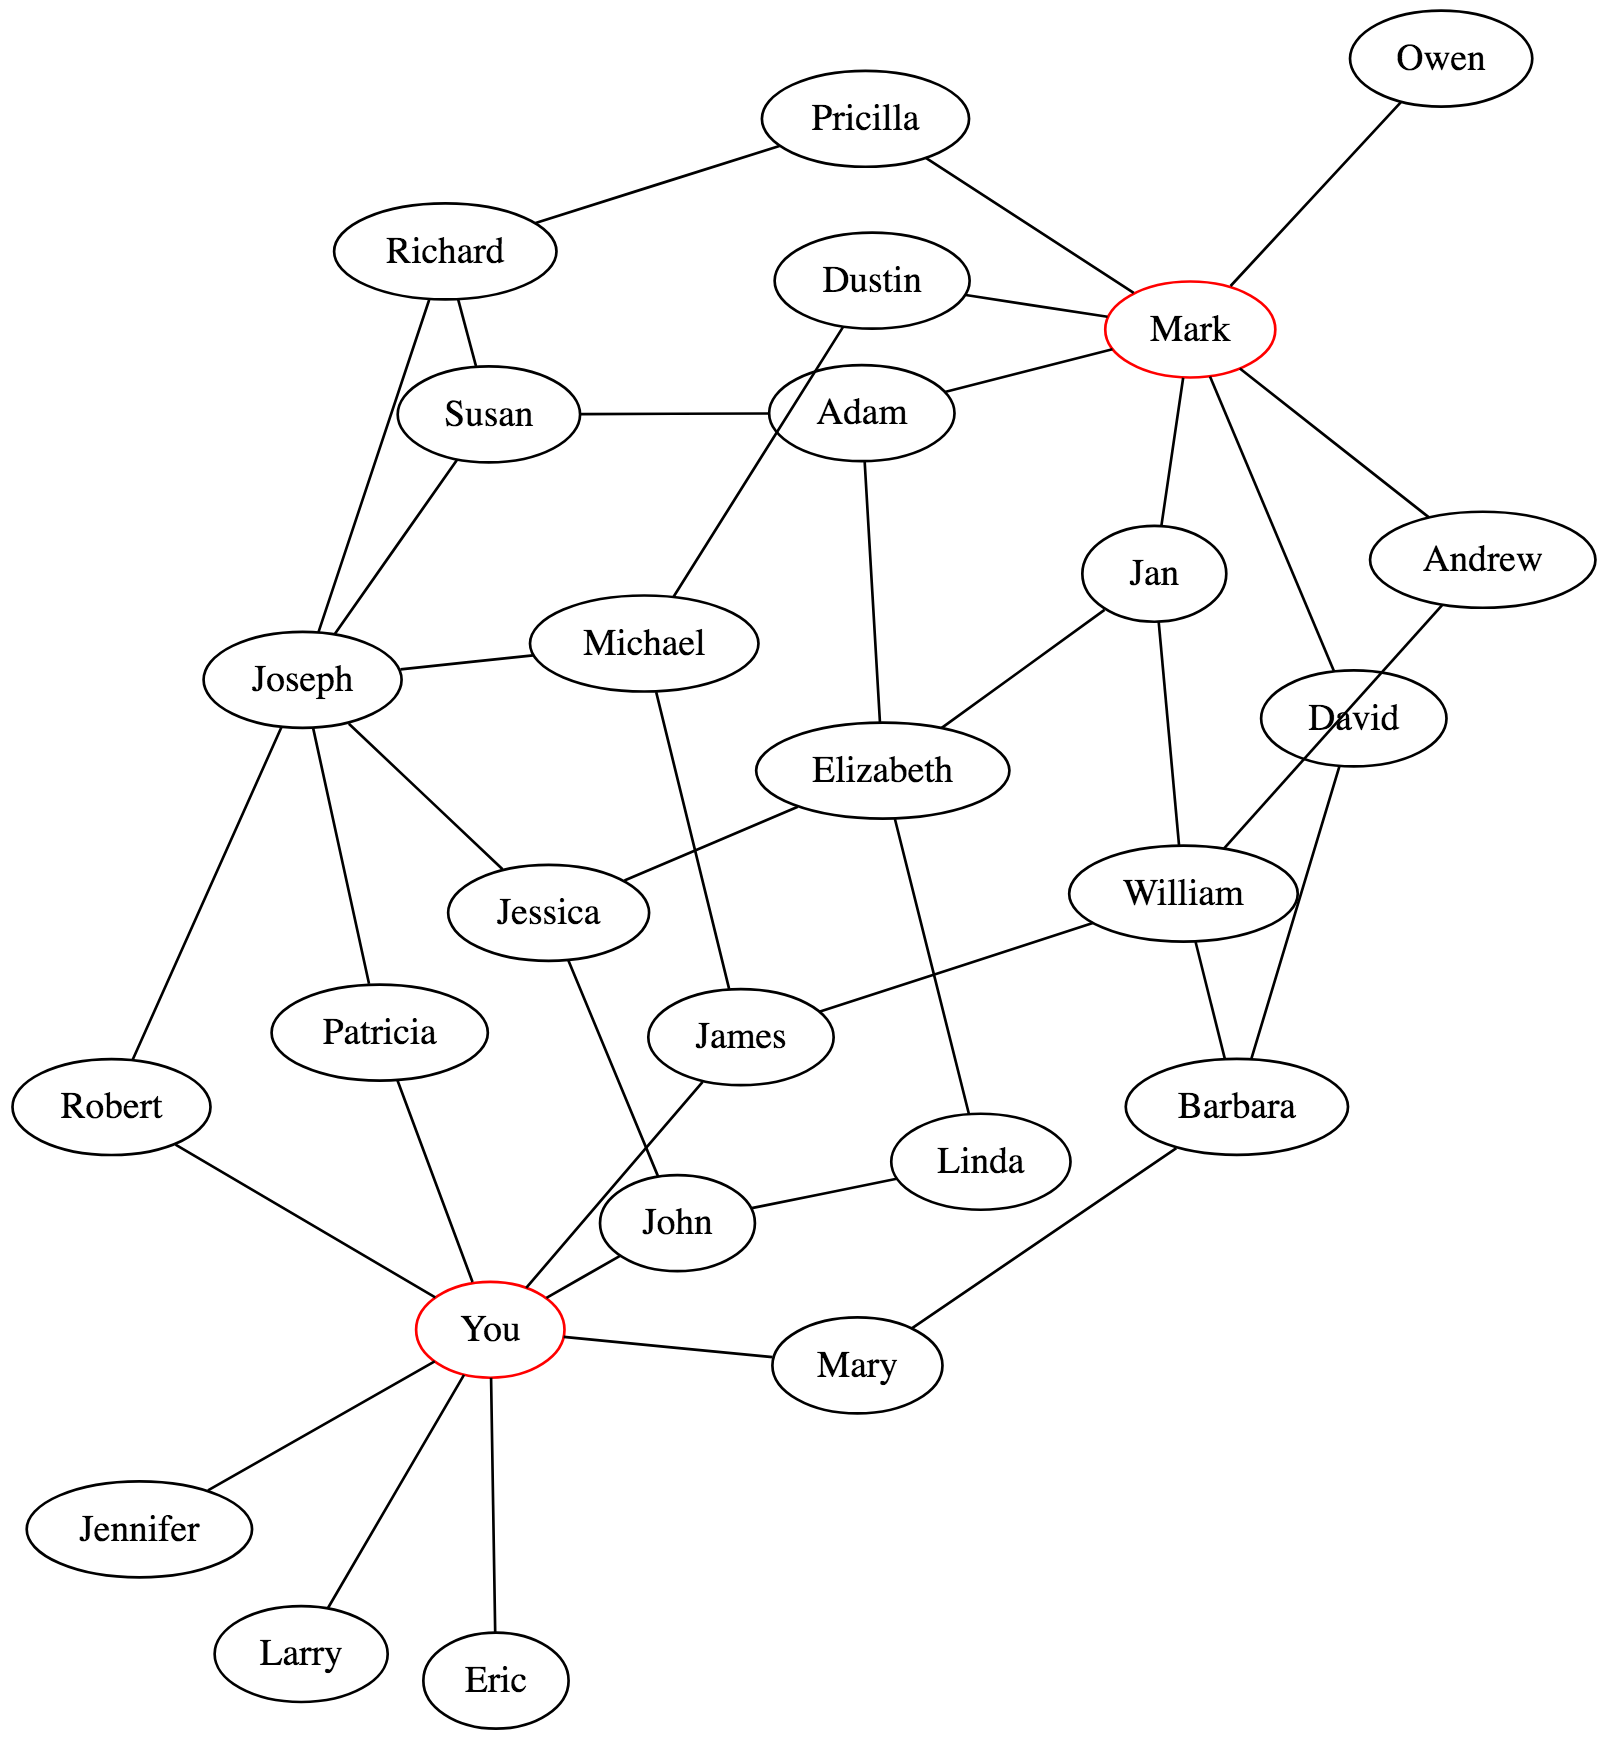 Owen
Pricilla
Richard
Dustin
Mark
Susan
Adam
Jan
Andrew
Michael
Joseph
David
Elizabeth
William
Jessica
Patricia
James
Robert
Barbara
Linda
John
You
Mary
Jennifer
Larry
Eric